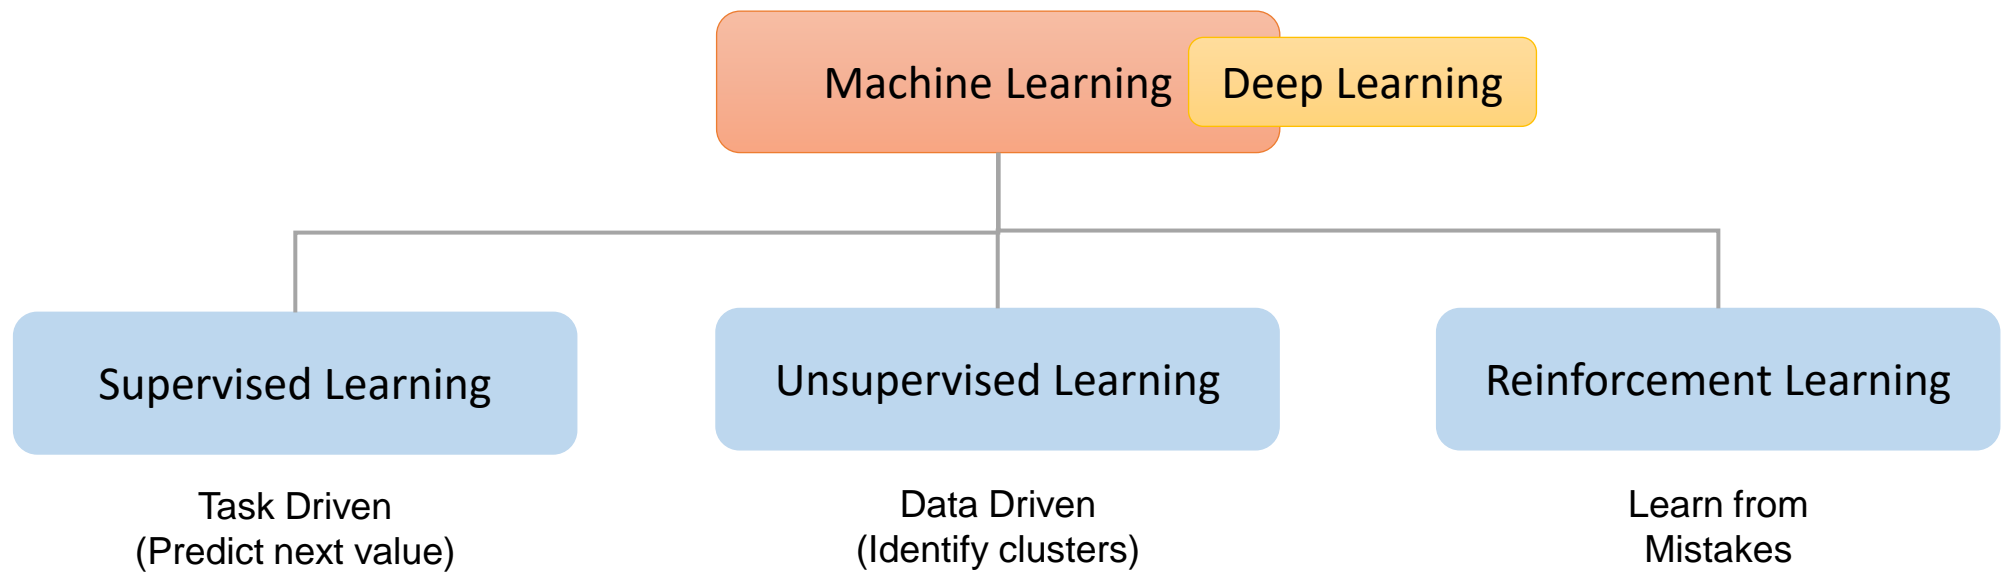 Machine Learning
Deep Learning
Supervised Learning
Unsupervised Learning
Reinforcement Learning
Task Driven
(Predict next value)
Data Driven
(Identify clusters)
Learn from
Mistakes